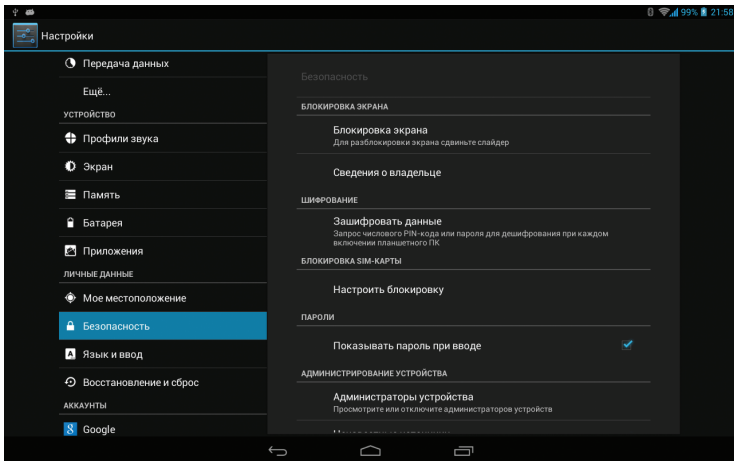 99% 21:58
Настройки
Передача данных
Ещё...
УСТРОЙСТВО
Профили звука
Экран
Память
Батарея
Приложения
ЛИЧНЫЕ ДАННЫЕ
Мое местоположение
Безопасность
Язык и ввод
Восстановление и сброс
АККАУНТЫ
Google
Безопасность
БЛОКИРОВКА ЭКРАНА
Блокировка экрана
Для разблокировки экрана сдвиньте слайдер
Сведения о владельце
ШИФРОВАНИЕ
Зашифровать данные
Запрос числового PIN-кода или пароля для дешифрования при каждом
включении планшетного ПК
БЛОКИРОВКА SIM-КАРТЫ
Настроить блокировку
ПАРОЛИ
Показывать пароль при вводе
АДМИНИСТРИРОВАНИЕ УСТРОЙСТВА
Администраторы устройства
Просмотрите или отключите администраторов устройств